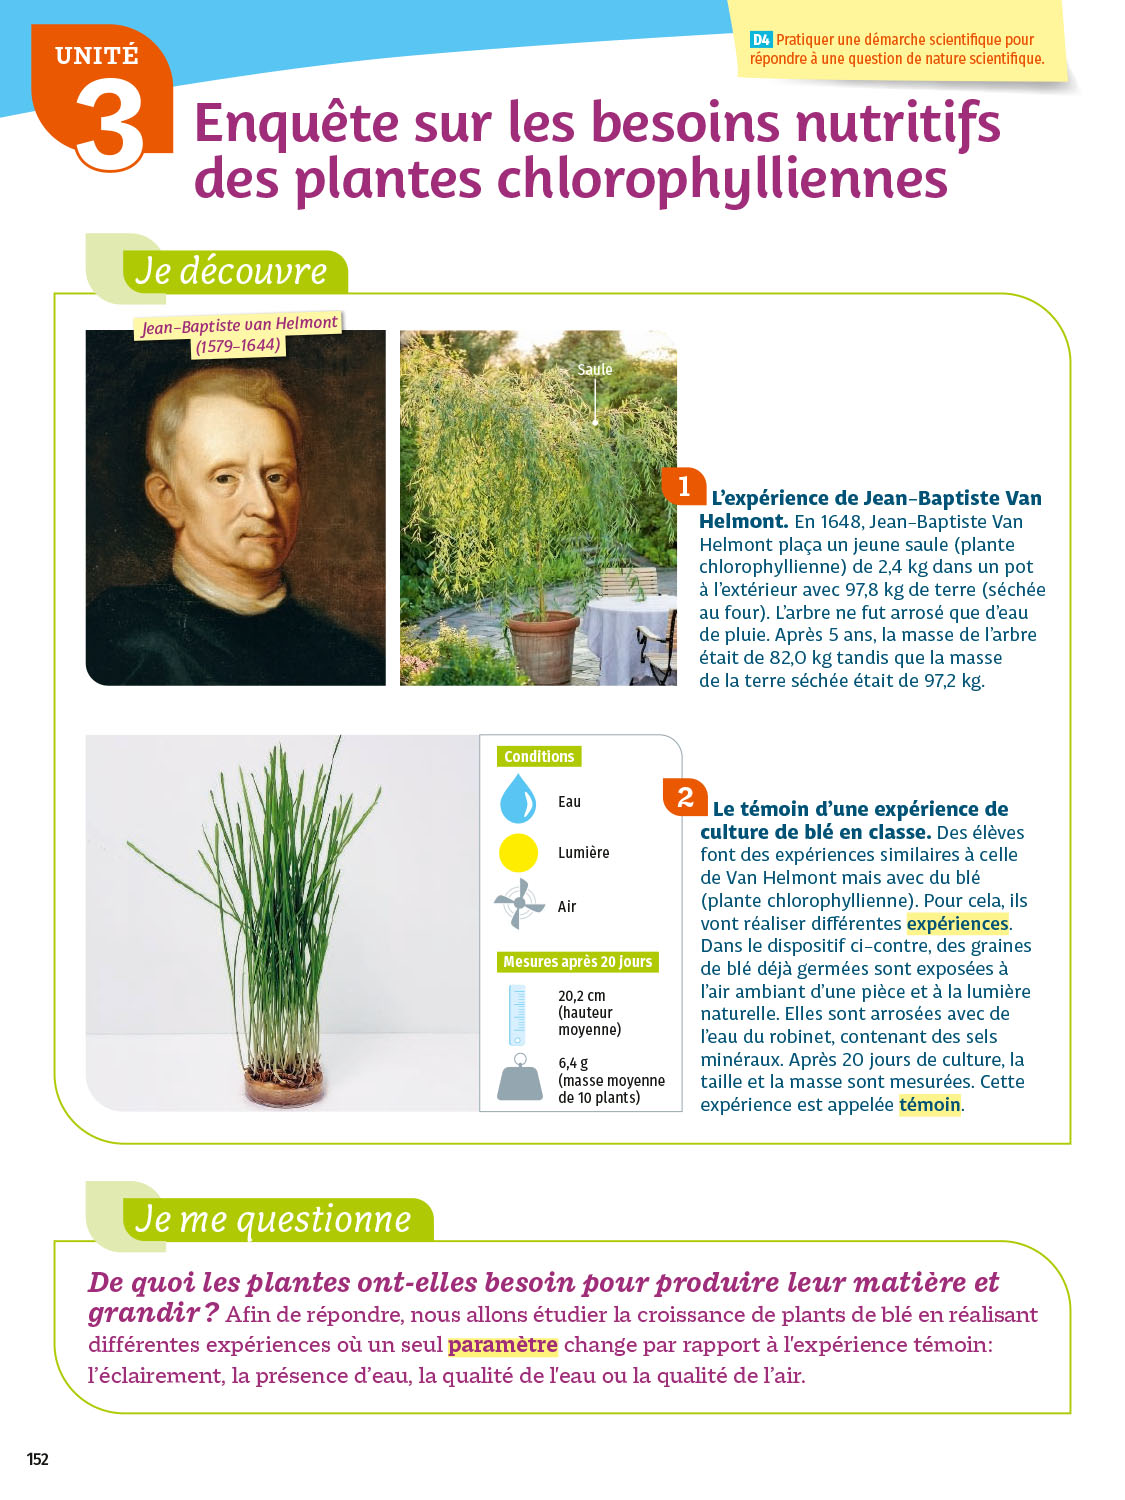 UNITÉ
3
D4 Pratiquer une démarche scientifique pour
répondre à une question de nature scientifique.
Enquête sur les besoins nutritifs
des plantes chlorophylliennes
Je découvre
Jean-Baptiste van Helmont
(1579-1644)
Saule
1
L'expérience de Jean-Baptiste Van
Helmont. En 1648, Jean-Baptiste Van
Helmont plaça un jeune saule (plante
chlorophyllienne) de 2,4 kg dans un pot
à l'extérieur avec 97,8 kg de terre (séchée
au four). L'arbre ne fut arrosé que d'eau
de pluie. Après 5 ans, la masse de l'arbre
était de 82,0 kg tandis que la masse
de la terre séchée était de 97,2 kg.
Conditions
Eau
Lumière
Air
Mesures après 20 jours
20,2 cm
(hauteur
moyenne)
6,4 g
(masse moyenne
de 10 plants)
2
Le témoin d'une expérience de
culture de blé en classe. Des élèves
font des expériences similaires à celle
de Van Helmont mais avec du blé
(plante chlorophyllienne). Pour cela, ils
vont réaliser différentes expériences.
Dans le dispositif ci-contre, des graines
de blé déjà germées sont exposées à
l'air ambiant d'une pièce et à la lumière
naturelle. Elles sont arrosées avec de
l'eau du robinet, contenant des sels
minéraux. Après 20 jours de culture, la
taille et la masse sont mesurées. Cette
expérience est appelée témoin.
Je me questionne
De quoi les plantes ont-elles besoin pour produire leur matière et
grandir ? Afin de répondre, nous allons étudier la croissance de plants de blé en réalisant
différentes expériences où un seul paramètre change par rapport à l'expérience témoin :
l'éclairement, la présence d'eau, la qualité de l'eau ou la qualité de l'air.
152